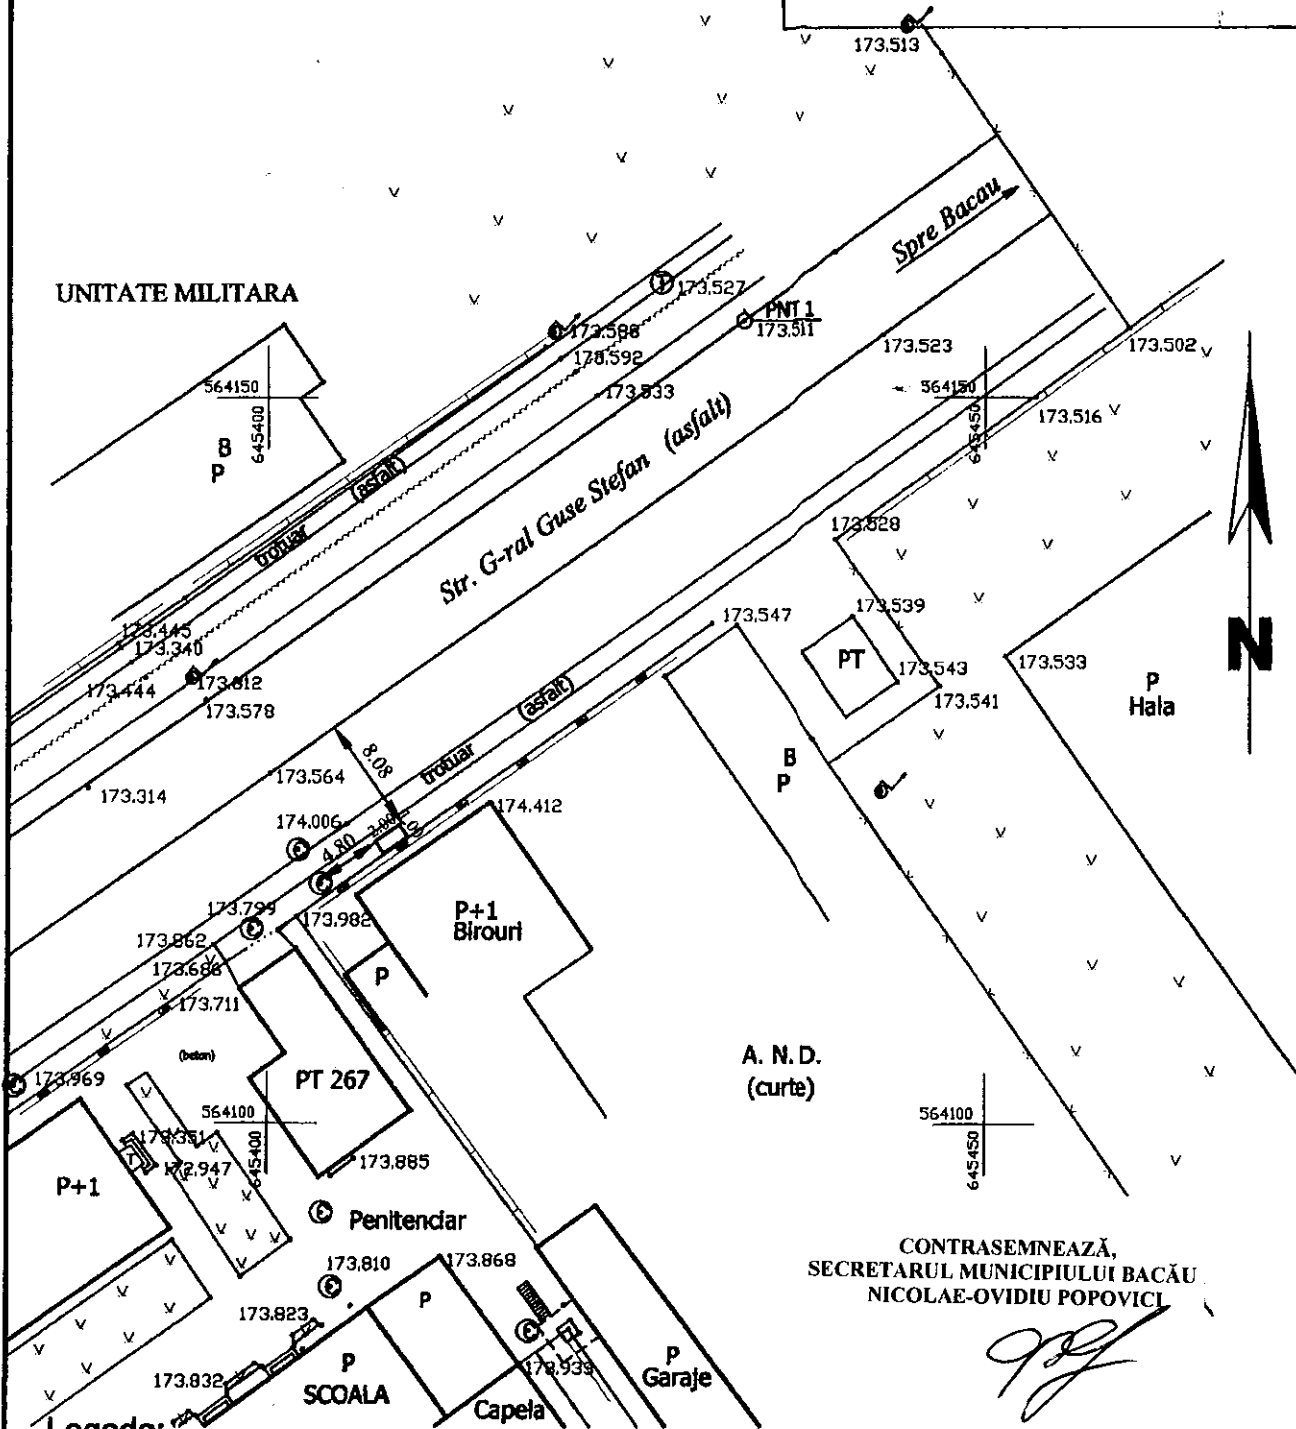 173.513
Spre Bacau
UNITATE MILITARA
173.527
PNT 1
173.511
173.588
173.592
173.533
173.523
173.502
564150
645400
564150
645450
173.516
B
P
(asfalt)
trotuar
Str. G-ral Guse Stefan (asfalt)
173.528
173.445
173.340
173.444
173.812
173.578
173.547
173.539
PT
173.543
173.541
173.533
P
Hala
N
(asfalt)
trotuar
8.08
173.564
173.314
B
P
174.006
174.412
4.80
2.00
173.799
173.982
173.862
173.686
173.711
P+1
Birouri
P
(beton)
173.969
PT 267
A. N. D.
(curte)
564100
645400
564100
645450
173.351
172.947
173.885
P+1
Penitenciar
173.810
173.868
173.823
P
CONTRASEMNEAZĂ,
SECRETARUL MUNICIPIULUI BACĂU
NICOLAE-OVIDIU POPOVICI
173.832
P
SCOALA
173.933
P
Garaje
Capela